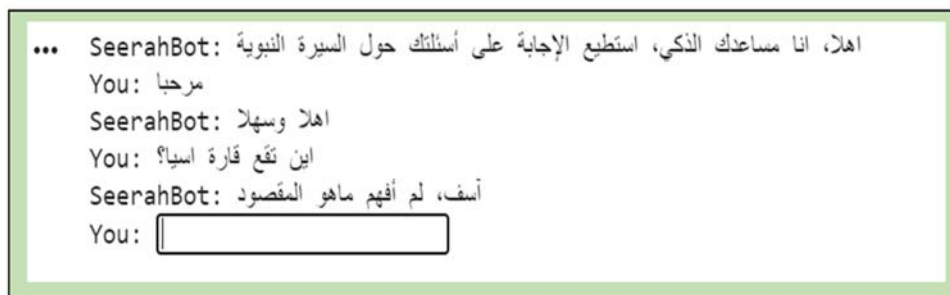 ... SeerahBot: اهلا، انا مساعدك الذكي، استطيع الإجابة على أسئلتك حول السيرة النبوية
You: مرحبا
SeerahBot: اهلا وسهلا
You: اين تقع قارة اسيا؟
SeerahBot: آسف، لم أفهم ماهو المقصود
You: